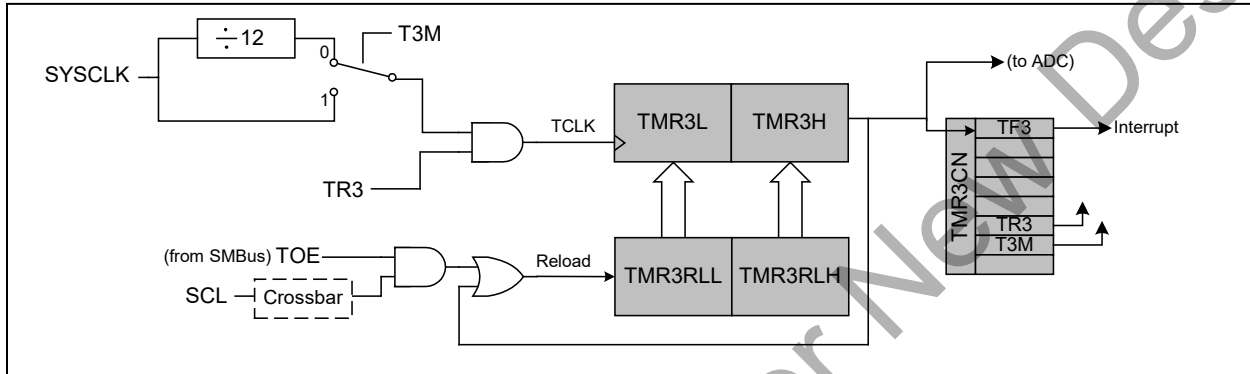 ÷ 12
T3M
0
SYSCLK
1
(to ADC)
TCLK
TMR3L
TMR3H
TF3
Interrupt
TR3
TMR3CN
TR3
T3M
(from SMBus) TOE
Reload
TMR3RLL
TMR3RLH
SCL
Crossbar
New